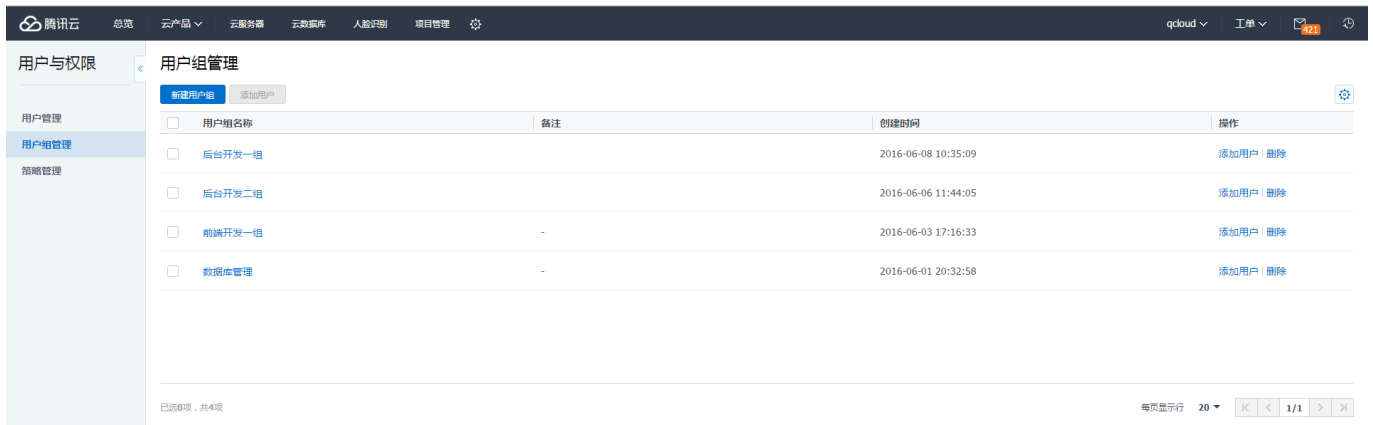 腾讯云 总览 云产品 云服务器 云数据库 人脸识别 项目管理 qcloud 工单 421
用户与权限
用户管理
用户组管理
策略管理
用户组管理
新建用户组 添加用户
用户组名称 备注 创建时间 操作
后台开发一组 2016-06-08 10:35:09 添加用户 删除
后台开发二组 2016-06-06 11:44:05 添加用户 删除
前端开发一组 - 2016-06-03 17:16:33 添加用户 删除
数据库管理 - 2016-06-01 20:32:58 添加用户 删除
已选0项，共4项 每页显示行 20 1/1